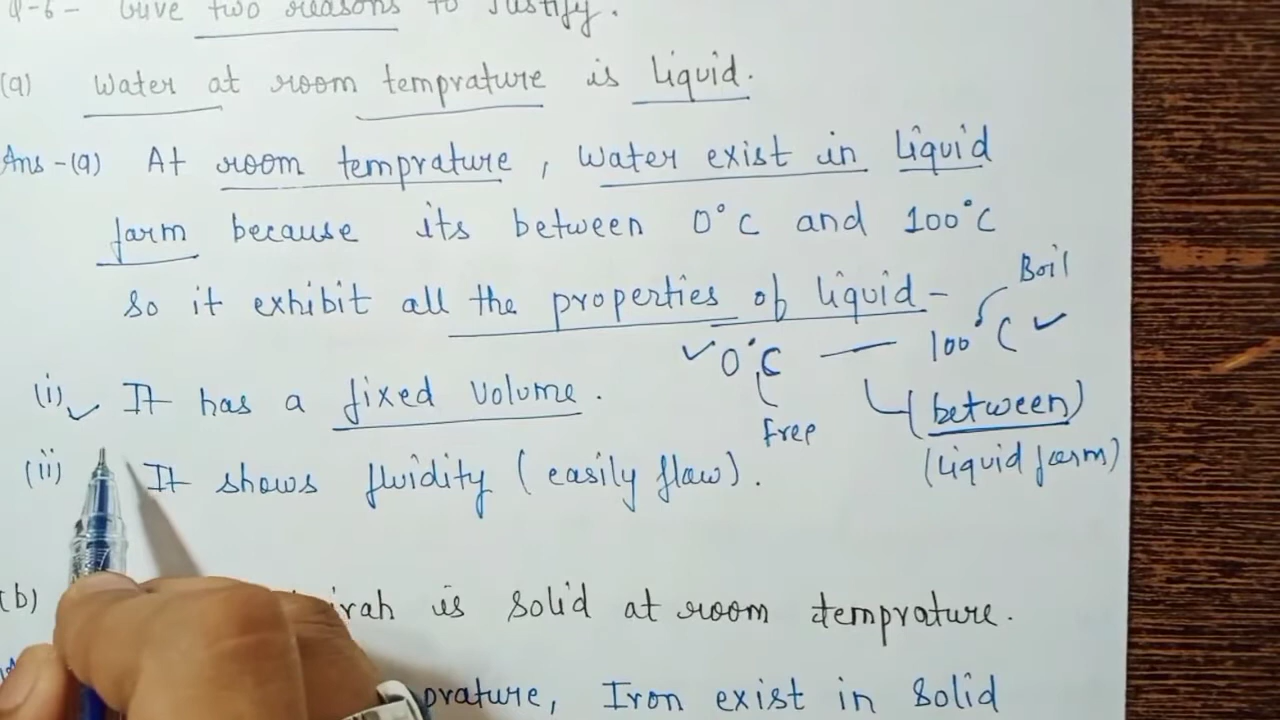 Q-6- Give two reasons to Justify.
(a) Water at room temprature is liquid.
Ans-(a) At room temprature, Water exist in liquid
farm because its between 0°C and 100°C
So it exhibit all the properties of liquid-
Boil
0°C — 100°C
(i) It has a fixed volume.
(between)
Free
(liquid farm)
(ii) It shows fluidity (easily flaw).
(b) is Solid at room temprature.
Iron exist in Solid